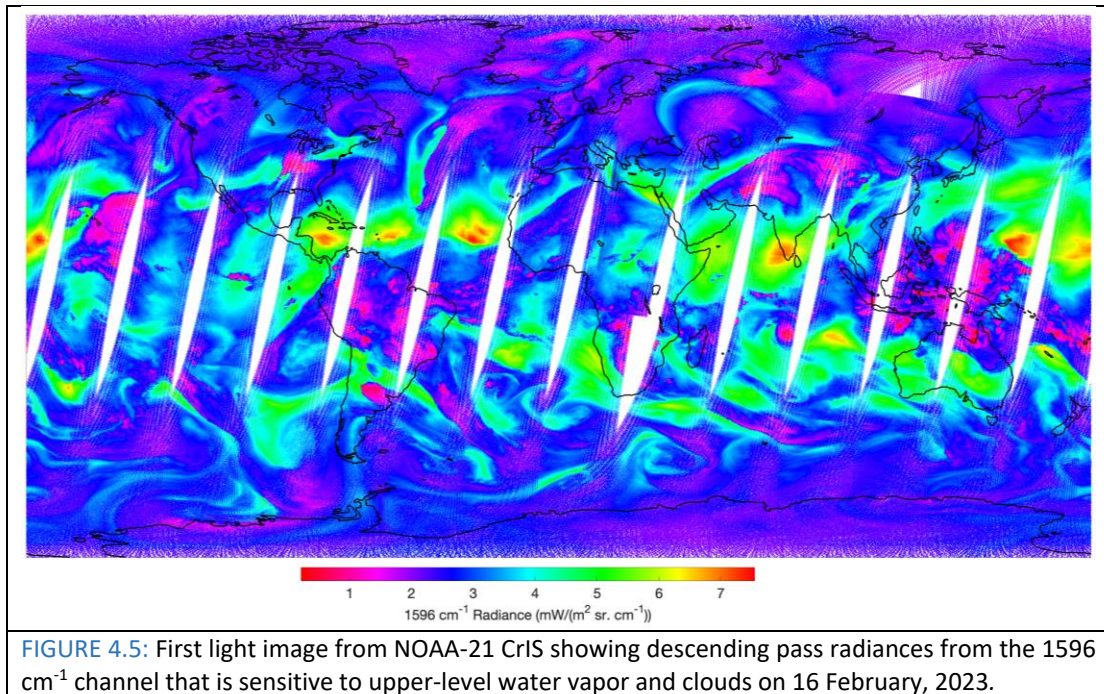 1 2 3 4 5 6 7
1596 cm⁻¹ Radiance (mW/(m² sr. cm⁻¹))
FIGURE 4.5: First light image from NOAA-21 CrIS showing descending pass radiances from the 1596
cm⁻¹ channel that is sensitive to upper-level water vapor and clouds on 16 February, 2023.